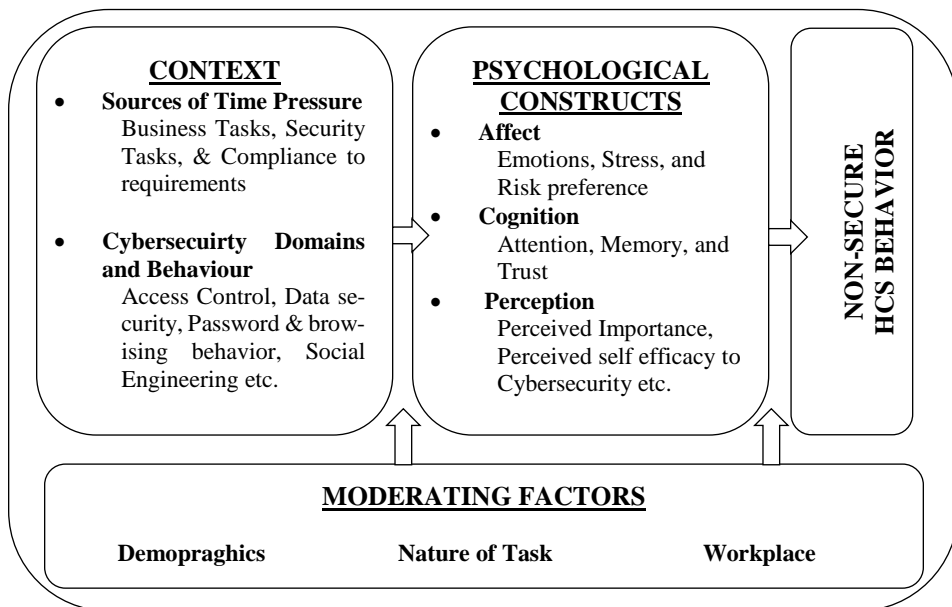 CONTEXT
• Sources of Time Pressure
Business Tasks, Security
Tasks, & Compliance to
requirements
• Cybersecuirty Domains
and Behaviour
Access Control, Data se-
curity, Password & brow-
ising behavior, Social
Engineering etc.
PSYCHOLOGICAL
CONSTRUCTS
• Affect
Emotions, Stress, and
Risk preference
• Cognition
Attention, Memory, and
Trust
• Perception
Perceived Importance,
Perceived self efficacy to
Cybersecurity etc.
NON-SECURE
HCS BEHAVIOR
MODERATING FACTORS
Demopraghics Nature of Task Workplace